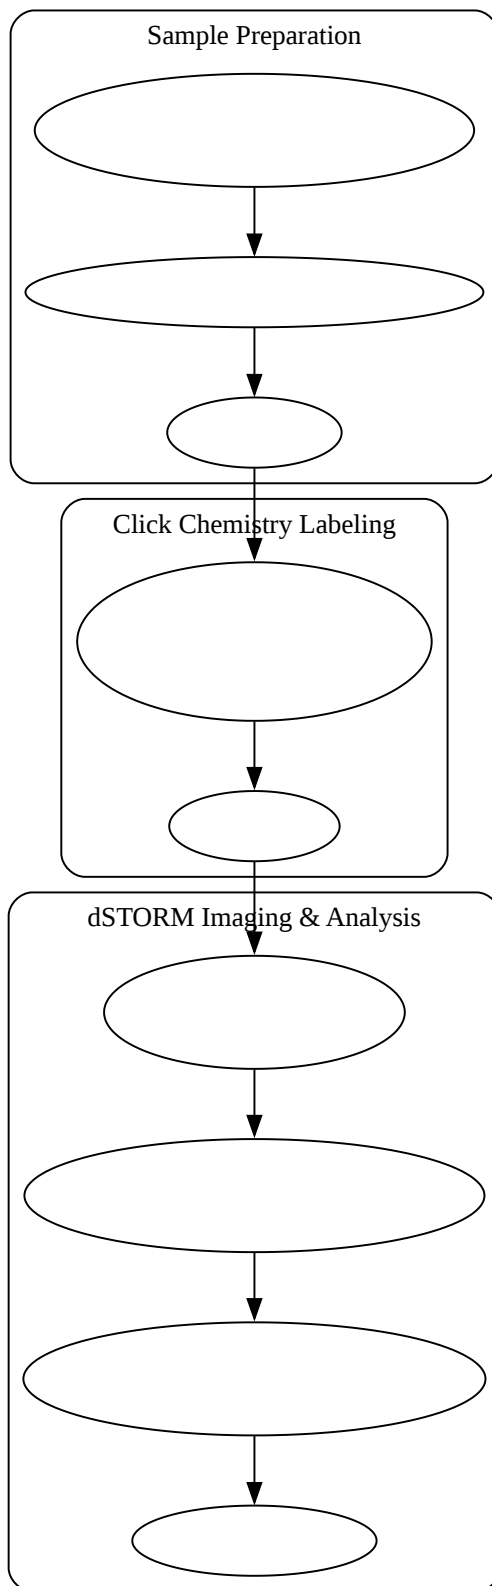 Sample Preparation
Click Chemistry Labeling
dSTORM Imaging & Analysis